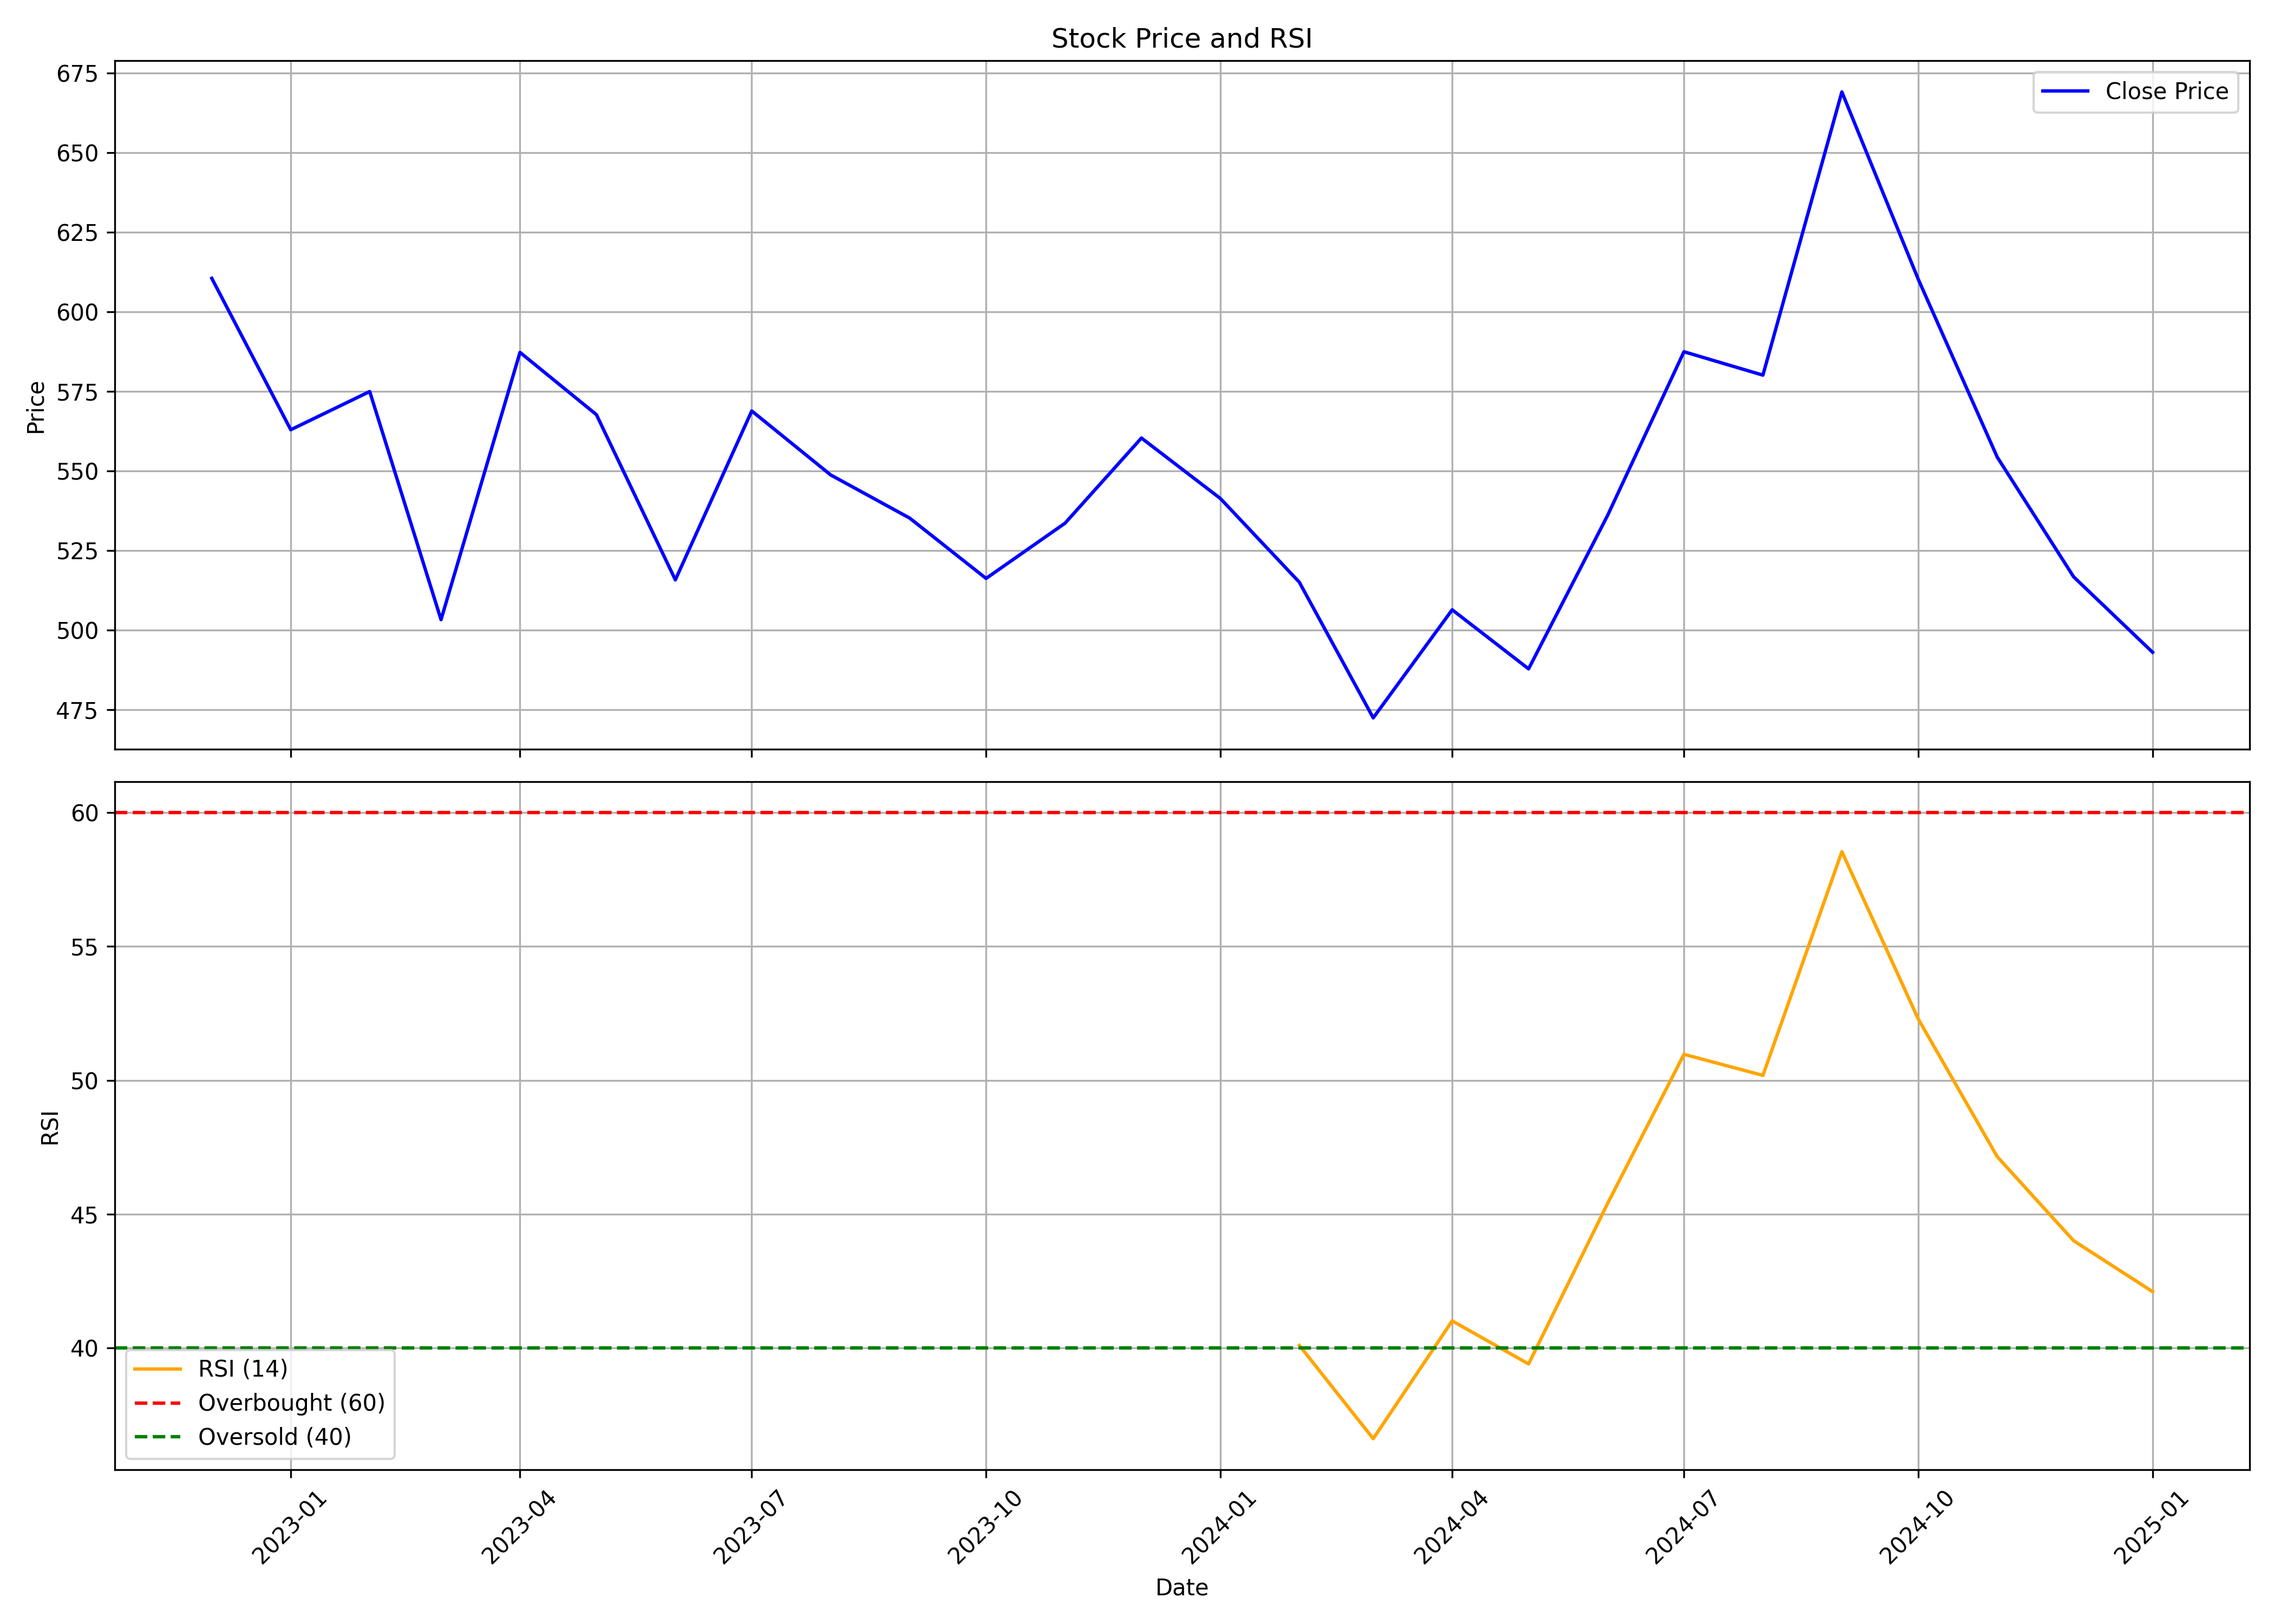 Stock Price and RSI
675
650
625
600
575
550
525
500
475
Price
Close Price
60
55
50
45
40
RSI
RSI (14)
Overbought (60)
Oversold (40)
2023-01
2023-04
2023-07
2023-10
2024-01
2024-04
2024-07
2024-10
2025-01
Date